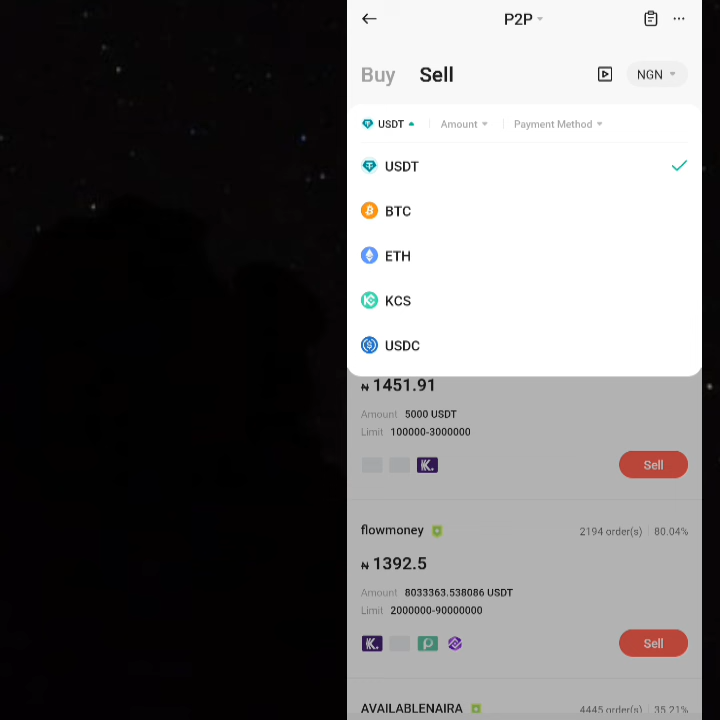 P2P
Buy Sell NGN
USDT Amount Payment Method
USDT
BTC
ETH
KCS
USDC
₦ 1451.91
Amount 5000 USDT
Limit 100000-3000000
K. Sell
flowmoney 2194 order(s) 80.04%
₦ 1392.5
Amount 8033363.538086 USDT
Limit 2000000-90000000
K. Sell
AVAILABLENAIRA 4445 order(s) 35.21%